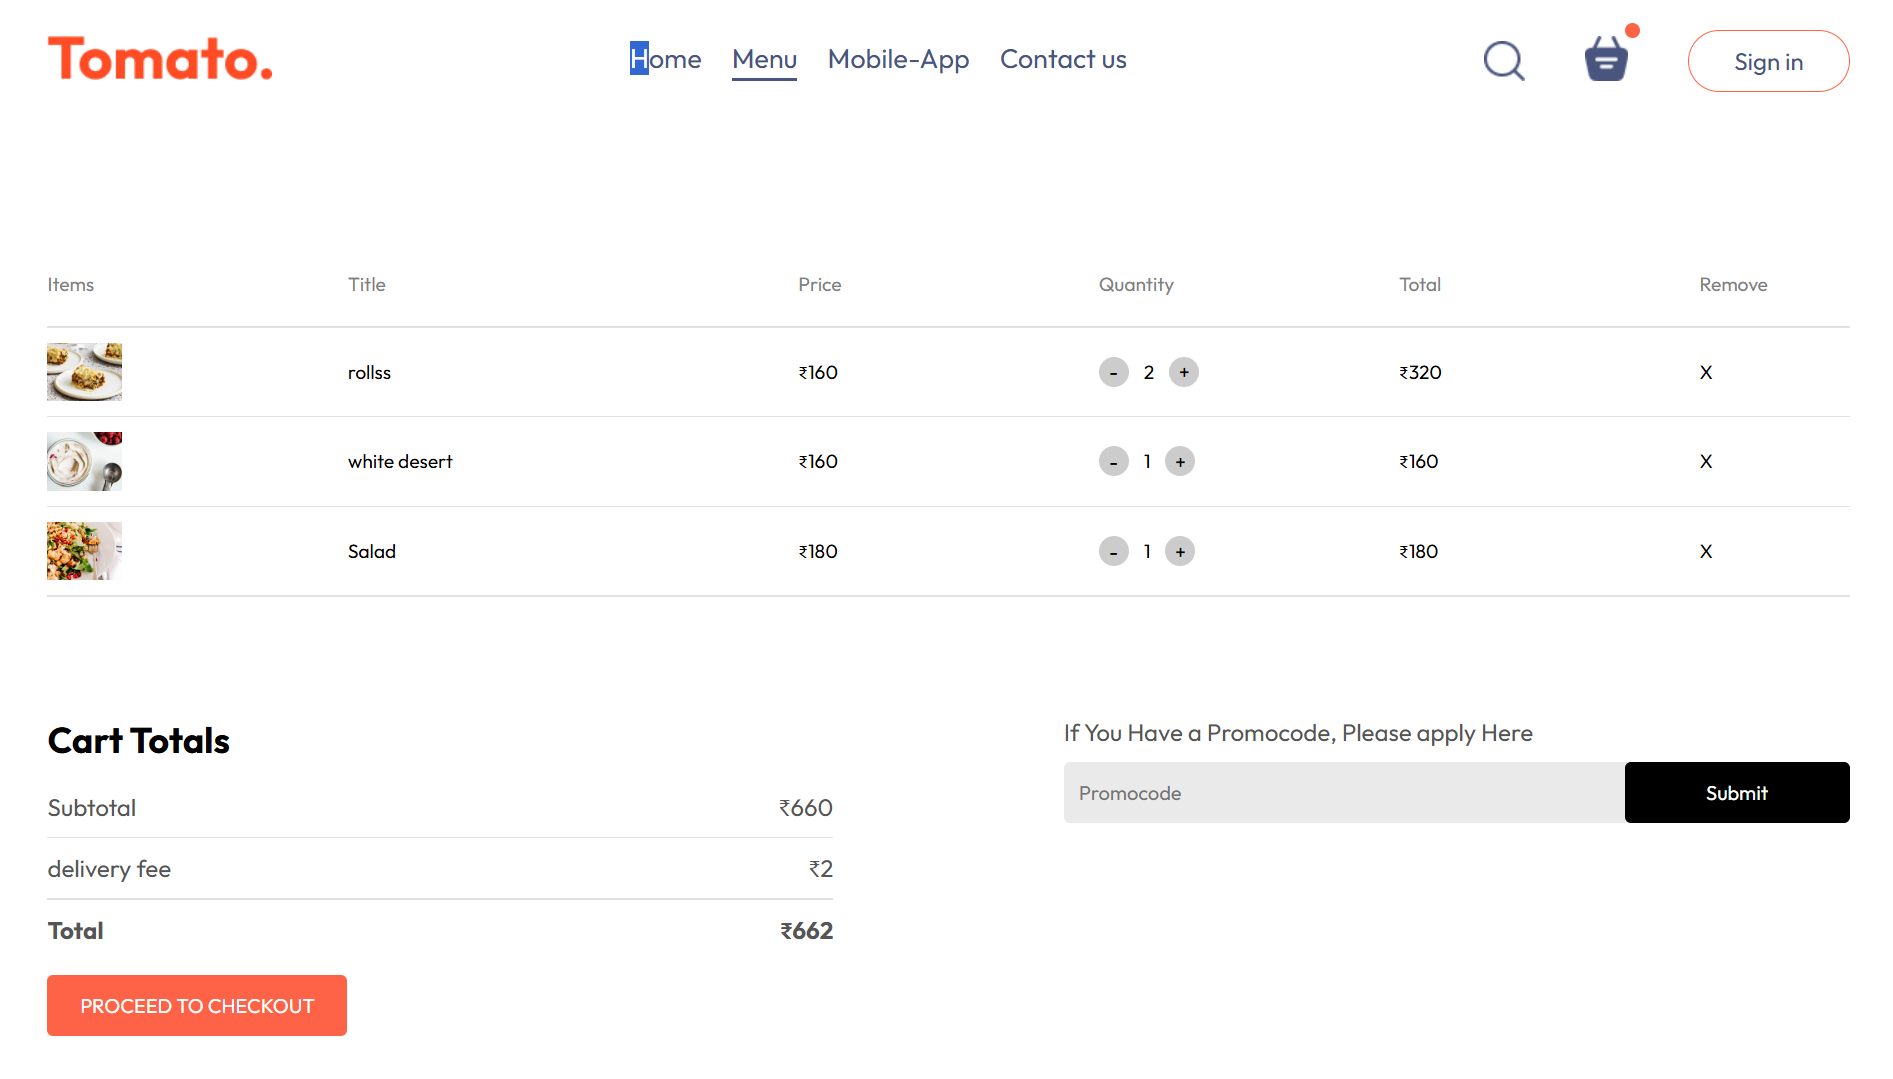 Tomato.
Home Menu Mobile-App Contact us
Sign in
Items Title Price Quantity Total Remove
rollss ₹160 - 2 + ₹320 X
white desert ₹160 - 1 + ₹160 X
Salad ₹180 - 1 + ₹180 X
Cart Totals
Subtotal ₹660
delivery fee ₹2
Total ₹662
PROCEED TO CHECKOUT
If You Have a Promocode, Please apply Here
Promocode Submit